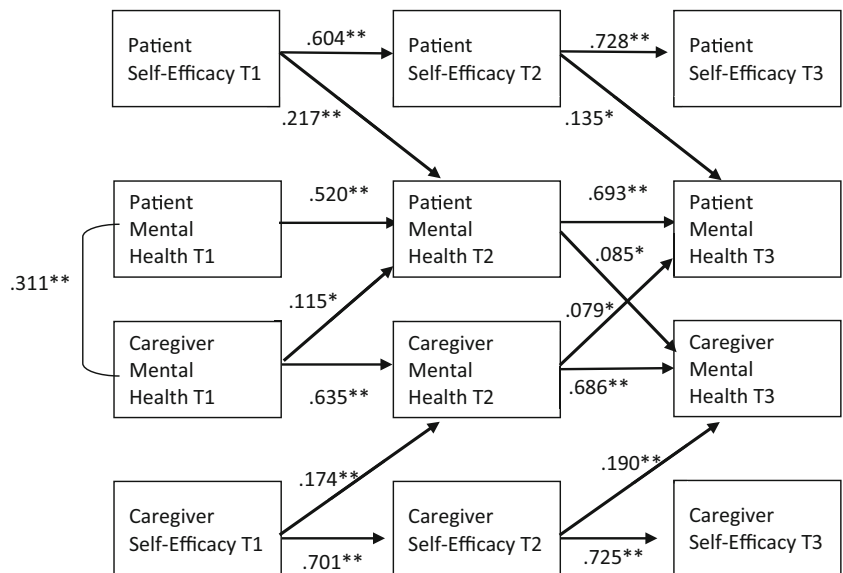 Patient
Self-Efficacy T1
.604**
Patient
Self-Efficacy T2
.728**
Patient
Self-Efficacy T3
.217**
.135*
Patient
Mental
Health T1
.520**
Patient
Mental
Health T2
.693**
Patient
Mental
Health T3
.085*
.311**
.115*
.079*
Caregiver
Mental
Health T1
.635**
Caregiver
Mental
Health T2
.686**
Caregiver
Mental
Health T3
.174**
.190**
Caregiver
Self-Efficacy T1
.701**
Caregiver
Self-Efficacy T2
.725**
Caregiver
Self-Efficacy T3